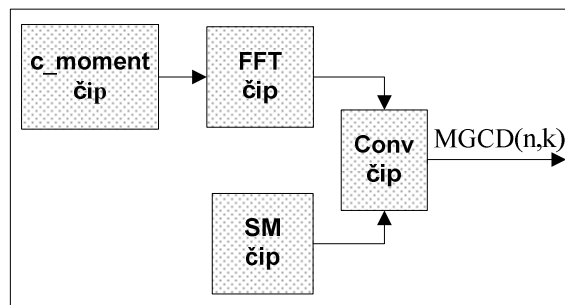 c_moment
čip
FFT
čip
Conv
čip
MGCD(n,k)
SM
čip